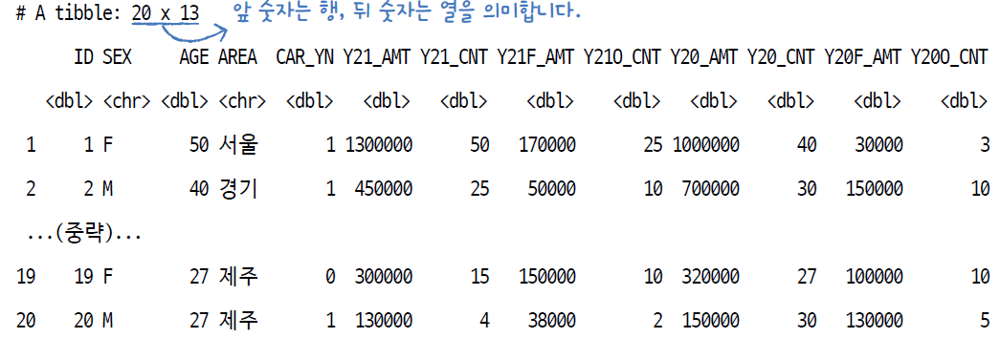 # A tibble: 20 x 13 앞 숫자는 행, 뒤 숫자는 열을 의미합니다.
ID SEX AGE AREA CAR_YN Y21_AMT Y21_CNT Y21F_AMT Y21O_CNT Y20_AMT Y20_CNT Y20F_AMT Y20O_CNT
<dbl> <chr> <dbl> <chr> <dbl> <dbl> <dbl> <dbl> <dbl> <dbl> <dbl> <dbl> <dbl>
1 1 F 50 서울 1 1300000 50 170000 25 1000000 40 30000 3
2 2 M 40 경기 1 450000 25 50000 10 700000 30 150000 10
...(중략)...
19 19 F 27 제주 0 300000 15 150000 10 320000 27 100000 10
20 20 M 27 제주 1 130000 4 38000 2 150000 30 130000 5